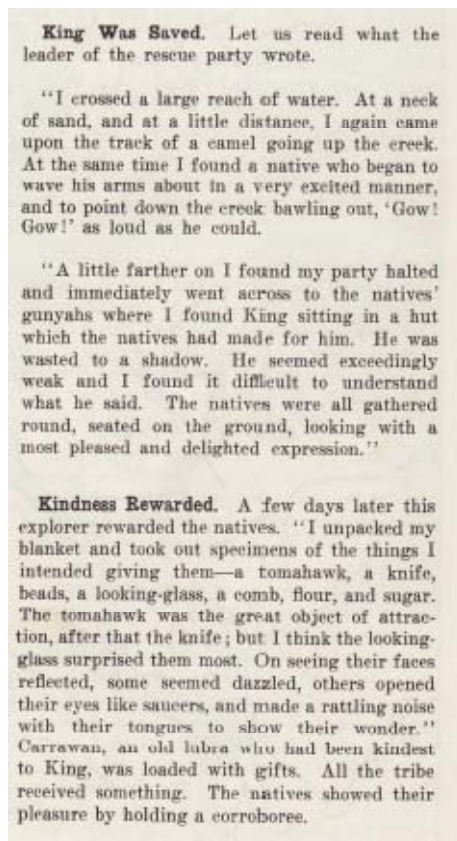 King Was Saved. Let us read what the
leader of the rescue party wrote.
"I crossed a large reach of water. At a neck
of sand, and at a little distance, I again came
upon the track of a camel going up the creek.
At the same time I found a native who began to
wave his arms about in a very excited manner,
and to point down the creek bawling out, 'Gow!
Gow!' as loud as he could.
"A little farther on I found my party halted
and immediately went across to the natives'
gunyahs where I found King sitting in a hut
which the natives had made for him. He was
wasted to a shadow. He seemed exceedingly
weak and I found it difficult to understand
what he said. The natives were all gathered
round, seated on the ground, looking with a
most pleased and delighted expression."
Kindness Rewarded. A few days later this
explorer rewarded the natives. "I unpacked my
blanket and took out specimens of the things I
intended giving them—a tomahawk, a knife,
beads, a looking-glass, a comb, flour, and sugar.
The tomahawk was the great object of attrac-
tion, after that the knife; but I think the looking-
glass surprised them most. On seeing their faces
reflected, some seemed dazzled, others opened
their eyes like saucers, and made a rattling noise
with their tongues to show their wonder."
Carrawan, an old lubra who had been kindest
to King, was loaded with gifts. All the tribe
received something. The natives showed their
pleasure by holding a corroboree.